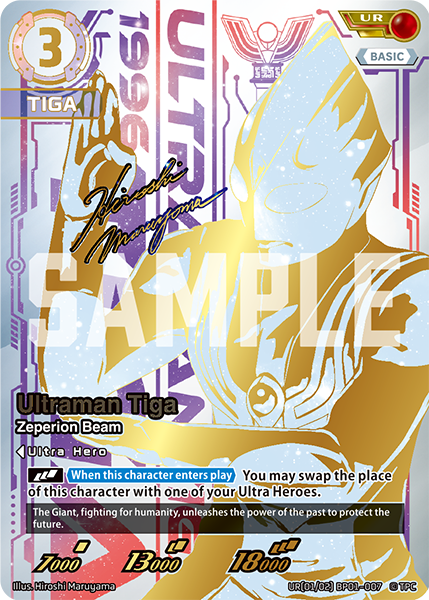 3
UR
BASIC
TIGA
ULTRA
1996
Hiroshi
Maruyama
SAMPLE
Ultraman Tiga
Zeperion Beam
Ultra Hero
When this character enters play You may swap the place
of this character with one of your Ultra Heroes.
The Giant, fighting for humanity, unleashes the power of the past to protect the
future.
7000 13000 18000
Illus. Hiroshi Maruyama UR(01/02) BP01-007 © TPC